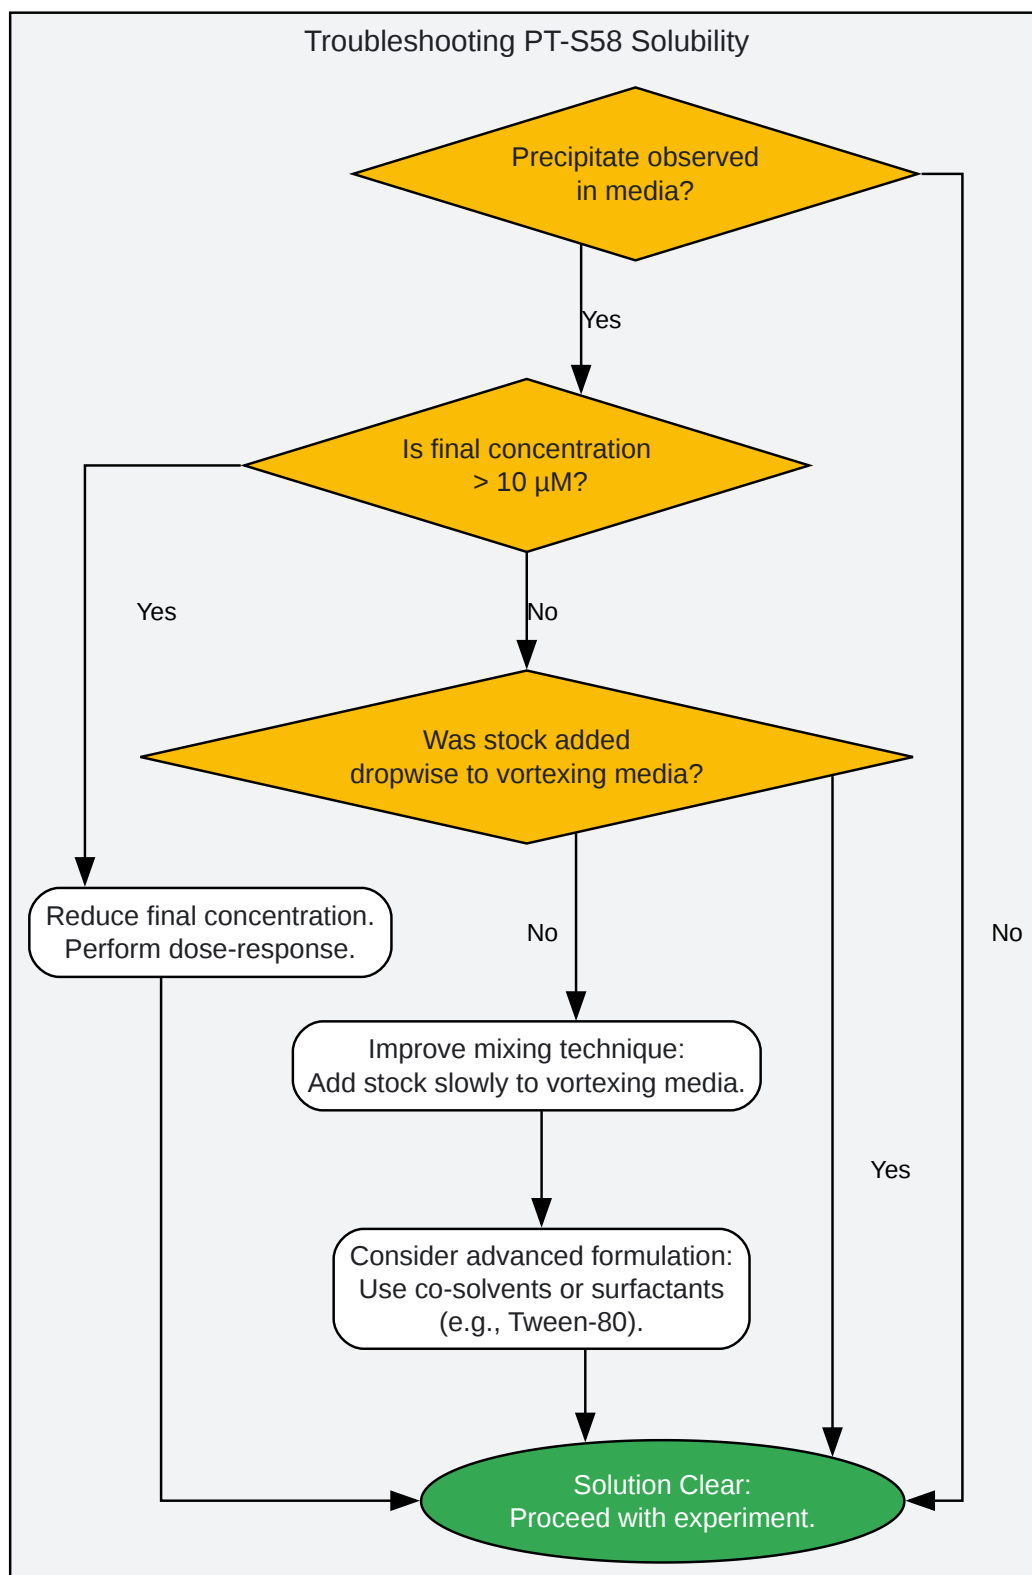 Troubleshooting PT-S58 Solubility
Precipitate observed
in media?
Yes
Is final concentration
> 10 µM?
Yes
No
Was stock added
dropwise to vortexing media?
Reduce final concentration.
Perform dose-response.
No
No
Improve mixing technique:
Add stock slowly to vortexing media.
Yes
Consider advanced formulation:
Use co-solvents or surfactants
(e.g., Tween-80).
Solution Clear:
Proceed with experiment.